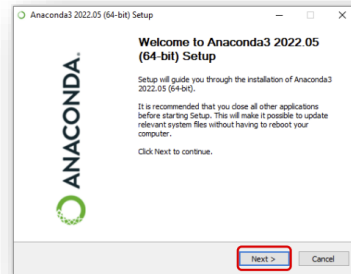 Anaconda3 2022.05 (64-bit) Setup
ANACONDA.
Welcome to Anaconda3 2022.05
(64-bit) Setup
Setup will guide you through the installation of Anaconda3
2022.05 (64-bit).
It is recommended that you close all other applications
before starting Setup. This will make it possible to update
relevant system files without having to reboot your
computer.
Click Next to continue.
Next >
Cancel